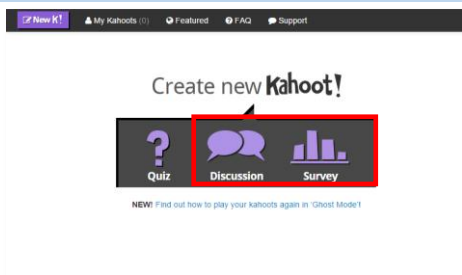 New K! My Kahoots (0) Featured FAQ Support
Create new Kahoot!
?
Quiz Discussion Survey
NEW! Find out how to play your kahoots again in 'Ghost Mode'!